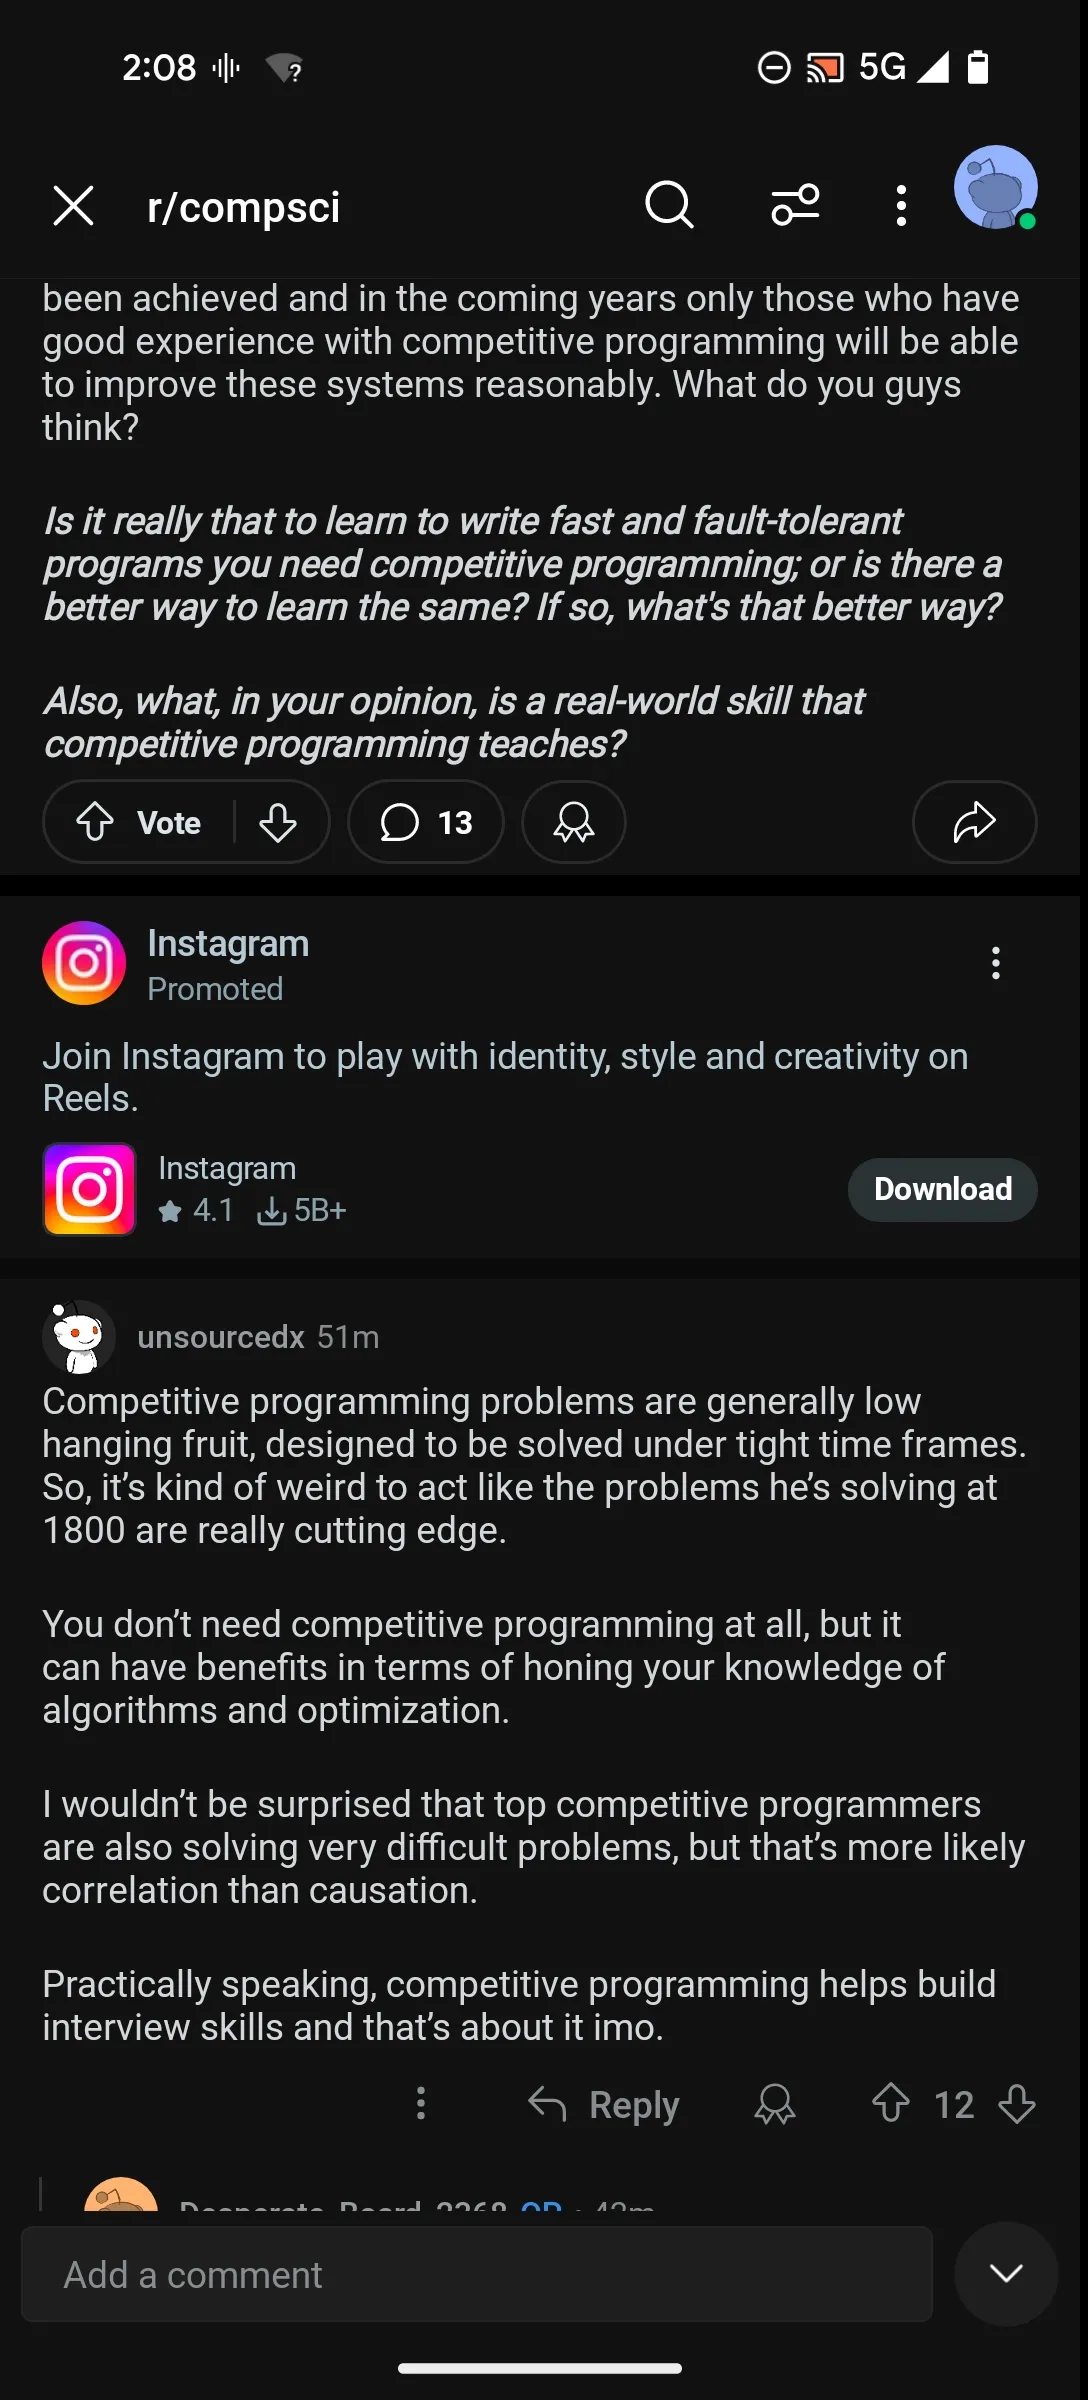 2:08
5G
r/compsci
been achieved and in the coming years only those who have
good experience with competitive programming will be able
to improve these systems reasonably. What do you guys
think?
Is it really that to learn to write fast and fault-tolerant
programs you need competitive programming; or is there a
better way to learn the same? If so, what's that better way?
Also, what, in your opinion, is a real-world skill that
competitive programming teaches?
Vote
13
Instagram
Promoted
Join Instagram to play with identity, style and creativity on
Reels.
Instagram
4.1 5B+
Download
unsourcedx 51m
Competitive programming problems are generally low
hanging fruit, designed to be solved under tight time frames.
So, it’s kind of weird to act like the problems he’s solving at
1800 are really cutting edge.
You don’t need competitive programming at all, but it
can have benefits in terms of honing your knowledge of
algorithms and optimization.
I wouldn’t be surprised that top competitive programmers
are also solving very difficult problems, but that’s more likely
correlation than causation.
Practically speaking, competitive programming helps build
interview skills and that’s about it imo.
Reply
12
OP
Add a comment